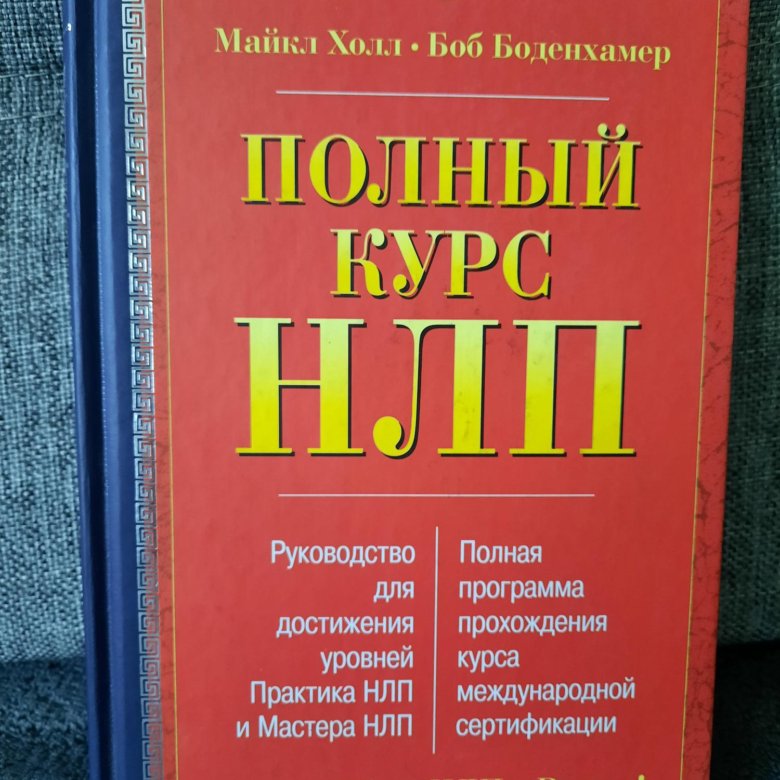 Майкл Холл • Боб Боденхамер
ПОЛНЫЙ
КУРС
НЛП
Руководство
для
достижения
уровней
Практика НЛП
и Мастера НЛП
Полная
программа
прохождения
курса
международной
сертификации